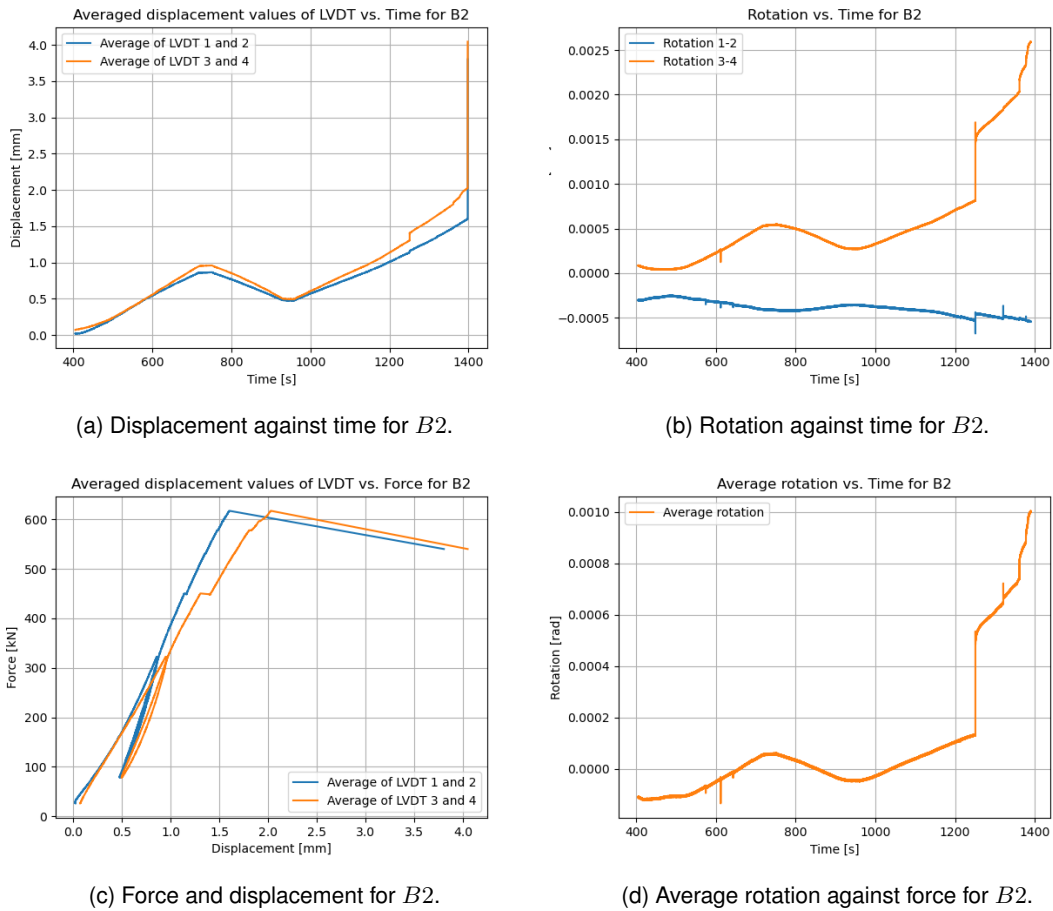 Averaged displacement values of LVDT vs. Time for B2
4.0
3.5
3.0
2.5
2.0
1.5
1.0
0.5
0.0
Displacement [mm]
Average of LVDT 1 and 2
Average of LVDT 3 and 4
400 600 800 1000 1200 1400
Time [s]
(a) Displacement against time for B2.
Rotation vs. Time for B2
0.0025
0.0020
0.0015
0.0010
0.0005
0.0000
−0.0005
Rotation 1-2
Rotation 3-4
400 600 800 1000 1200 1400
Time [s]
(b) Rotation against time for B2.
Averaged displacement values of LVDT vs. Force for B2
600
500
400
300
200
100
0
Force [kN]
Average of LVDT 1 and 2
Average of LVDT 3 and 4
0.0 0.5 1.0 1.5 2.0 2.5 3.0 3.5 4.0
Displacement [mm]
(c) Force and displacement for B2.
Average rotation vs. Time for B2
0.0010
0.0008
0.0006
0.0004
0.0002
0.0000
Rotation [rad]
Average rotation
400 600 800 1000 1200 1400
Time [s]
(d) Average rotation against force for B2.